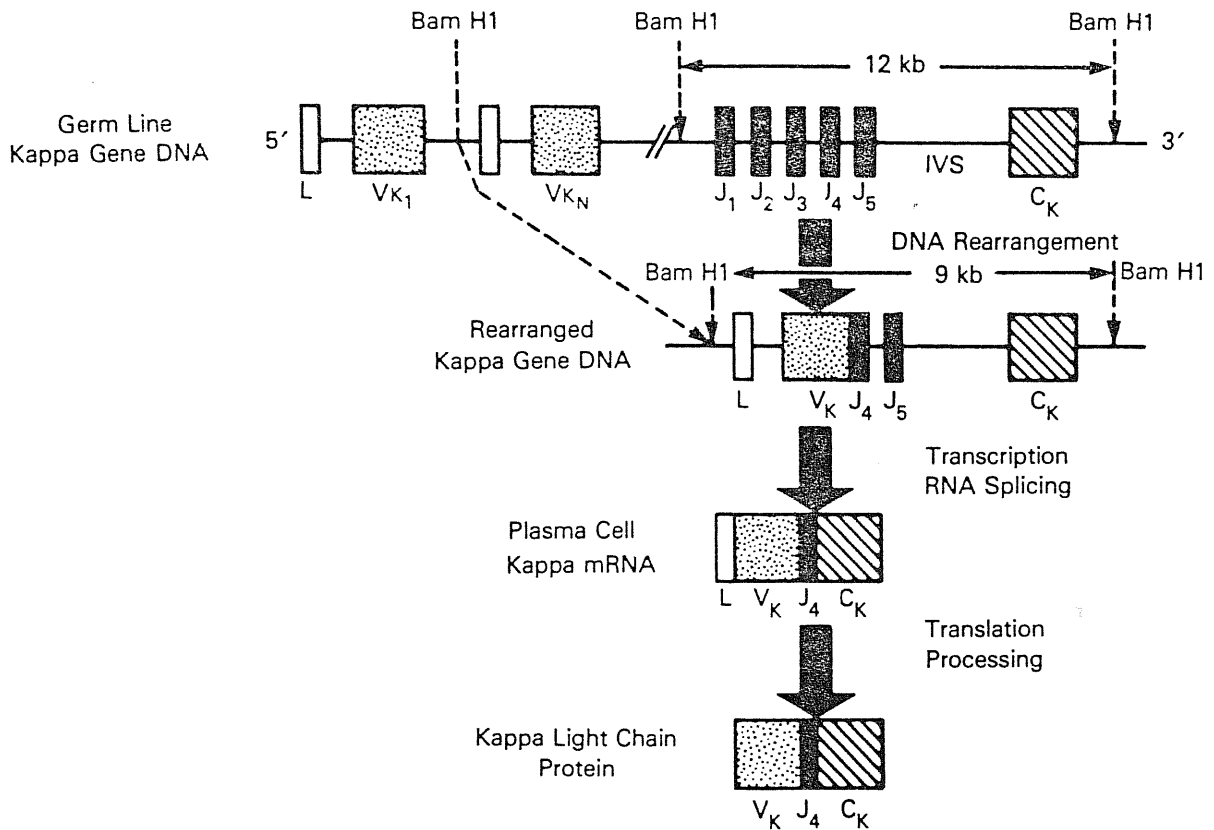 Bam H1
Bam H1
Bam H1
12 kb
Germ Line
Kappa Gene DNA
5′
3′
L
VK1
VKN
J1
J2
J3
J4
J5
IVS
CK
DNA Rearrangement
Bam H1
9 kb
Bam H1
Rearranged
Kappa Gene DNA
L
VK
J4
J5
CK
Transcription
RNA Splicing
Plasma Cell
Kappa mRNA
L
VK
J4
CK
Translation
Processing
Kappa Light Chain
Protein
VK
J4
CK